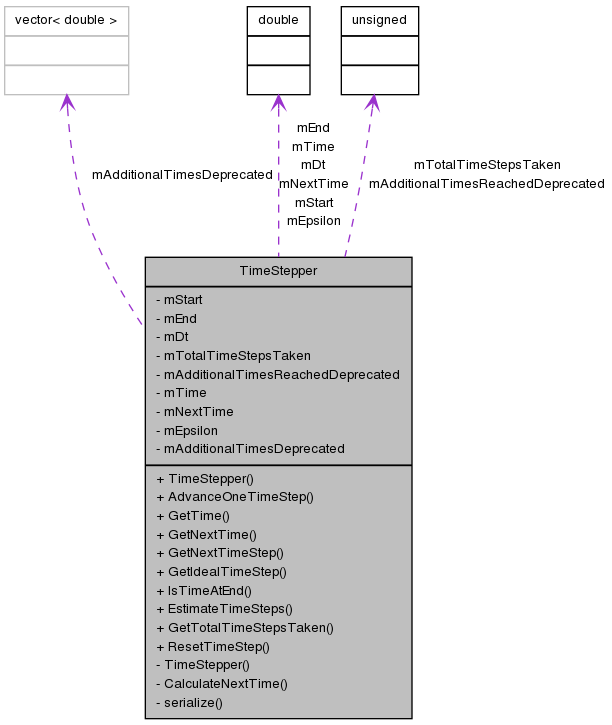 vector< double >
double
unsigned
mEnd
mTime
mDt
mNextTime
mStart
mEpsilon
mAdditionalTimesDeprecated
mTotalTimeStepsTaken
mAdditionalTimesReachedDeprecated
TimeStepper
- mStart
- mEnd
- mDt
- mTotalTimeStepsTaken
- mAdditionalTimesReachedDeprecated
- mTime
- mNextTime
- mEpsilon
- mAdditionalTimesDeprecated
+ TimeStepper()
+ AdvanceOneTimeStep()
+ GetTime()
+ GetNextTime()
+ GetNextTimeStep()
+ GetIdealTimeStep()
+ IsTimeAtEnd()
+ EstimateTimeSteps()
+ GetTotalTimeStepsTaken()
+ ResetTimeStep()
- TimeStepper()
- CalculateNextTime()
- serialize()